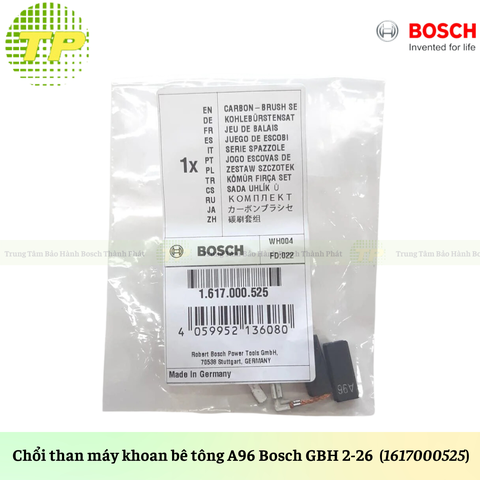 TP
BOSCH
Invented for life
EN CARBON-BRUSH SE
DE KOHLEBÜRSTENSAT
FR JEU DE BALAIS
ES JUEGO DE ESCOBI
IT SERIE SPAZZOLE
1x PT JOGO ESCOVAS DE
PL ZESTAW SZCZOTEK
TR KÖMÜR FIRÇA SET
CS SADA UHLÍK Ů
RU КОМПЛЕКТ
JA カーボンブラシセ
ZH 碳刷套组
BOSCH
WH004
FD:022
Trung Tâm Bảo Hành Bosch Thành Phát
Trung Tâm Bảo Hành Bosch Thành Phát
Trung Tâm Bảo Hành Bosch Thành Phát
1.617.000.525
4 059952 136080
Robert Bosch Power Tools GmbH,
70538 Stuttgart, GERMANY
Made in Germany
A96
Chổi than máy khoan bê tông A96 Bosch GBH 2-26 (1617000525)